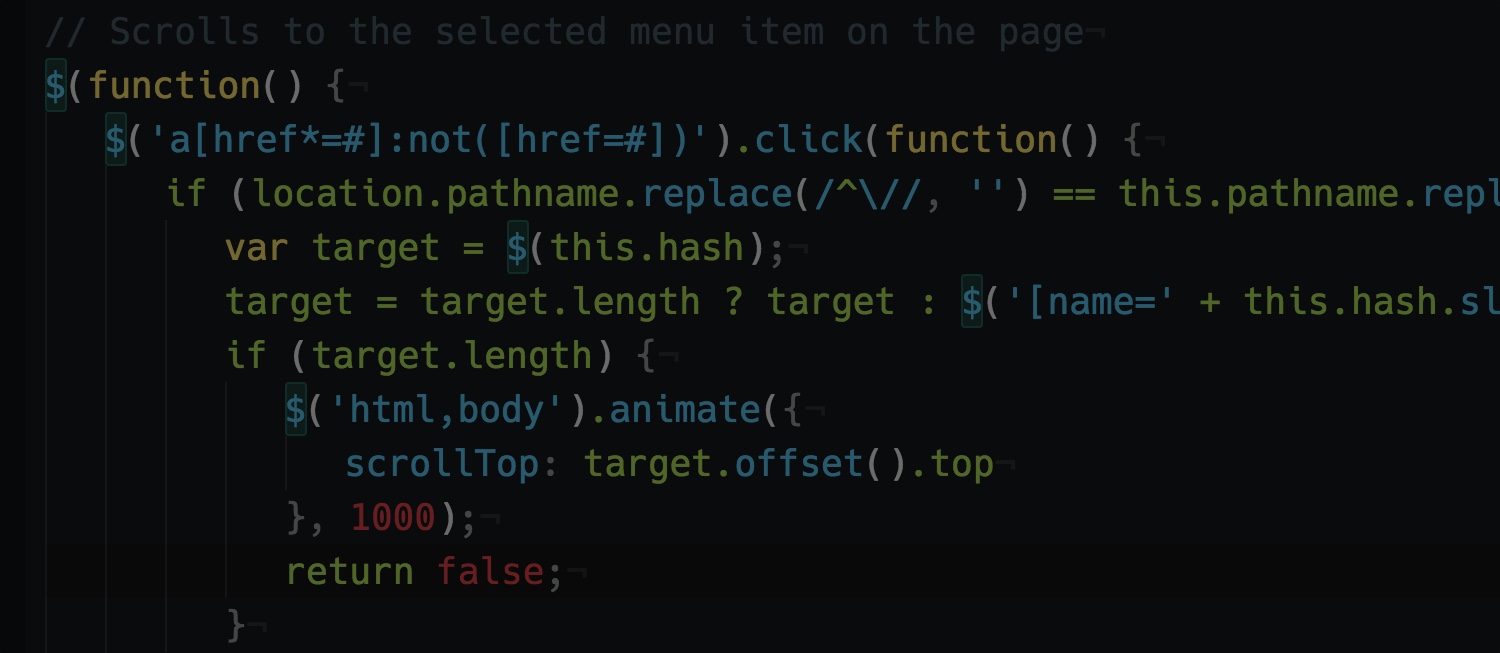 // Scrolls to the selected menu item on the page¬
$(function() {¬
$('a[href*=#]:not([href=#])').click(function() {¬
if (location.pathname.replace(/^\//, '') == this.pathname.repl
var target = $(this.hash);¬
target = target.length ? target : $('[name=' + this.hash.sl
if (target.length) {¬
$('html,body').animate({¬
scrollTop: target.offset().top¬
}, 1000);¬
return false;¬
}¬